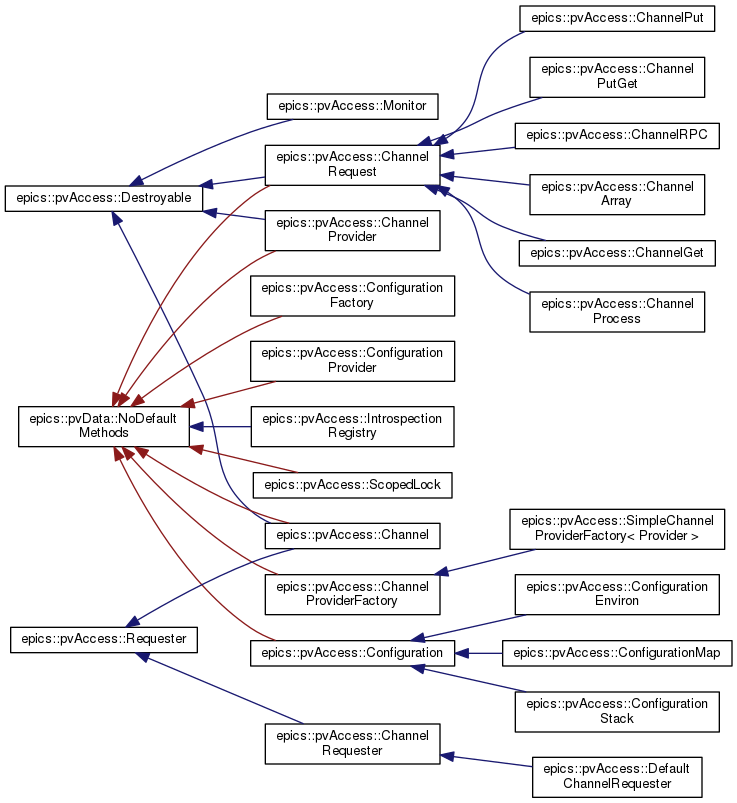 epics::pvAccess::ChannelPut
epics::pvAccess::Channel
PutGet
epics::pvAccess::Monitor
epics::pvAccess::ChannelRPC
epics::pvAccess::Channel
Request
epics::pvAccess::Channel
Array
epics::pvAccess::Destroyable
epics::pvAccess::Channel
Provider
epics::pvAccess::ChannelGet
epics::pvAccess::Configuration
Factory
epics::pvAccess::Channel
Process
epics::pvAccess::Configuration
Provider
epics::pvData::NoDefault
Methods
epics::pvAccess::Introspection
Registry
epics::pvAccess::ScopedLock
epics::pvAccess::Channel
epics::pvAccess::SimpleChannel
ProviderFactory< Provider >
epics::pvAccess::Channel
ProviderFactory
epics::pvAccess::Configuration
Environ
epics::pvAccess::Requester
epics::pvAccess::Configuration
epics::pvAccess::ConfigurationMap
epics::pvAccess::Configuration
Stack
epics::pvAccess::Channel
Requester
epics::pvAccess::Default
ChannelRequester